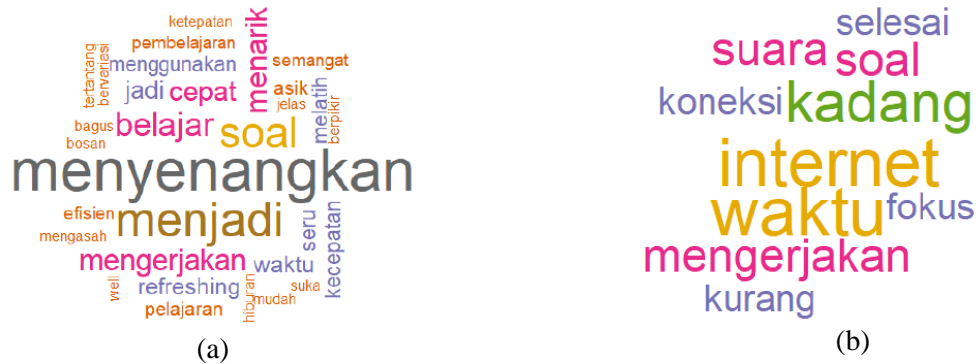 ketepatan
pembelajaran
menggunakan
tertantang
bervariasi
menarik
semangat
jadi cepat
asik
jelas
melatih
berpikir
bagus
bosan
belajar
soal
menyenangkan
efisien
mengasah
menjadi
seru
kecepatan
mengerjakan
waktu
well
refreshing
hiburan
suka
mudah
pelajaran
(a)
selesai
suara
soal
koneksi
kadang
internet
waktu
fokus
mengerjakan
kurang
(b)